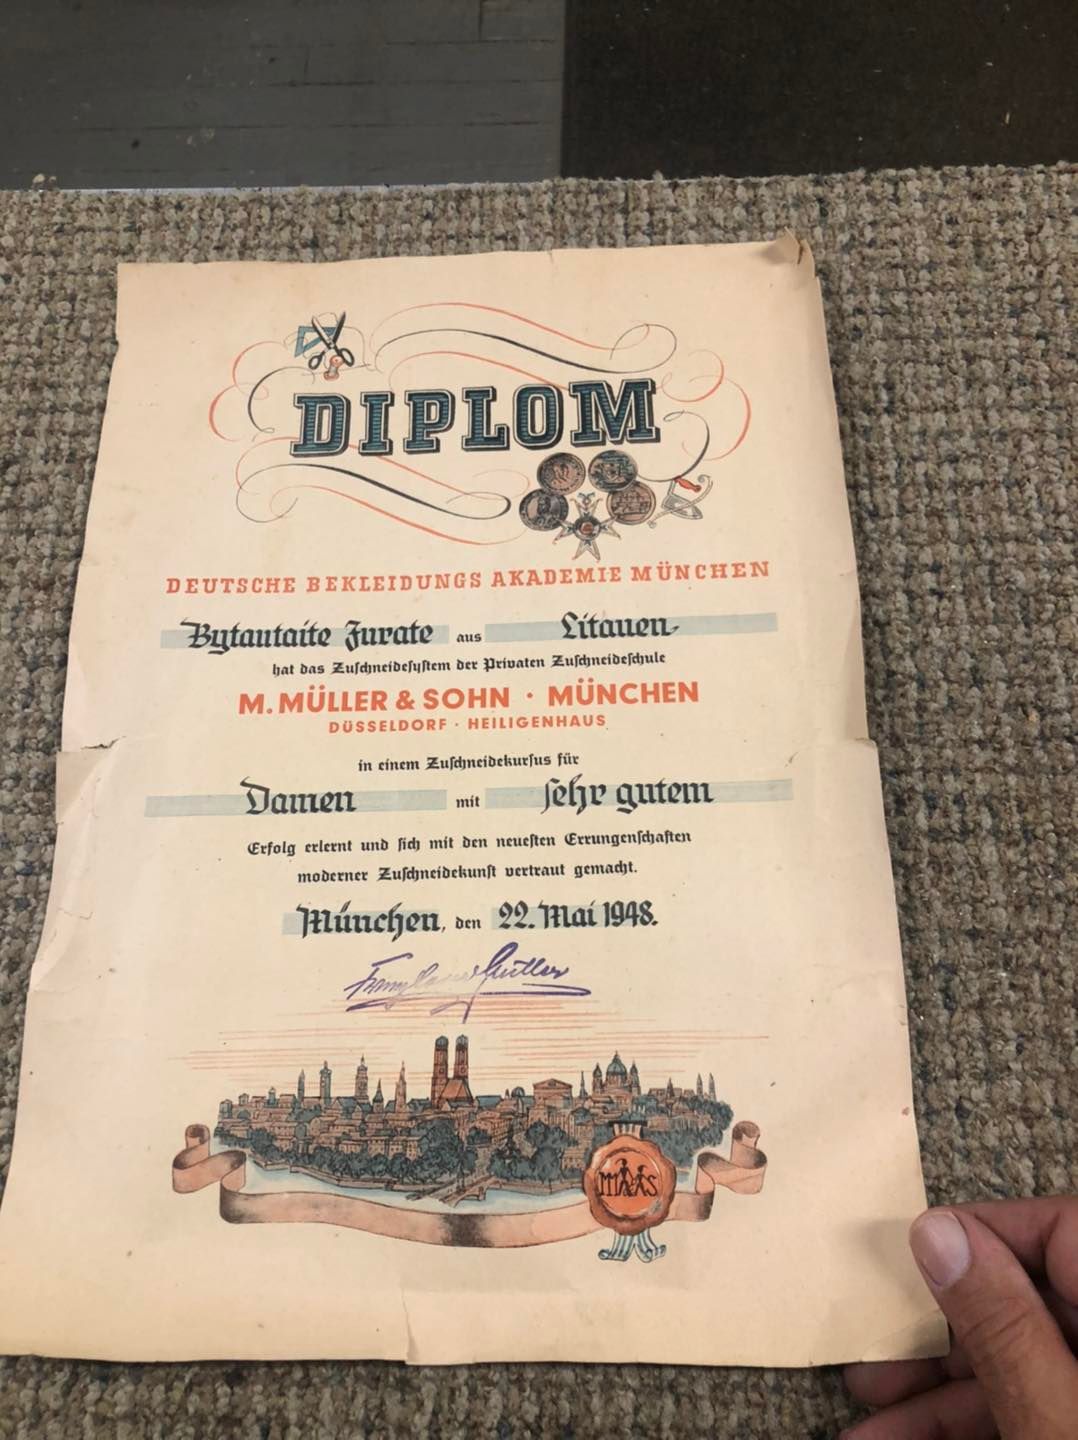 DIPLOM
DEUTSCHE BEKLEIDUNGS AKADEMIE MÜNCHEN
Bytautaite Jurate aus Litauen
hat das Zuſchneideſyſtem der Privaten Zuſchneideſchule
M. MÜLLER & SOHN · MÜNCHEN
DÜSSELDORF · HEILIGENHAUS
in einem Zuſchneidekurſus für
Damen mit ſehr gutem
Erfolg erlernt und ſich mit den neueſten Errungenſchaften
moderner Zuſchneidekunſt vertraut gemacht.
München, den 22. Mai 1948.